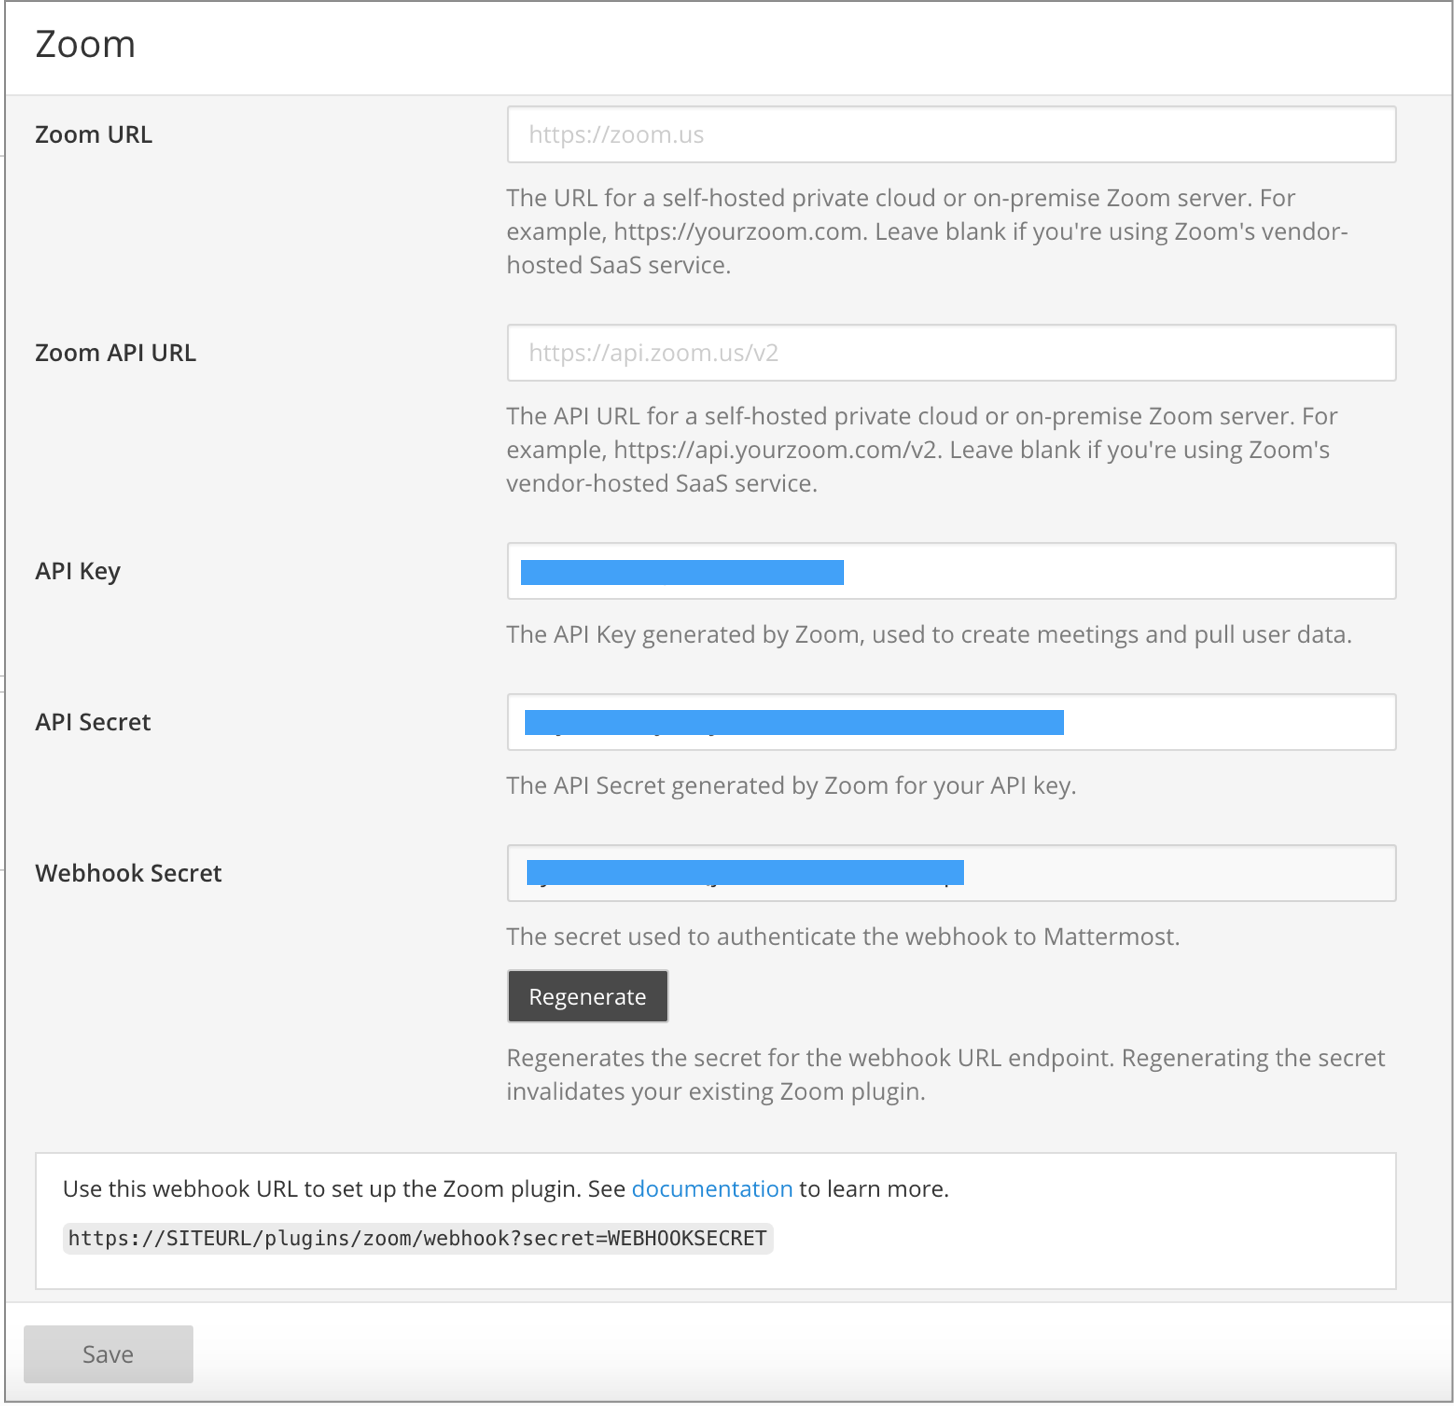 Zoom
Zoom URL
https://zoom.us
The URL for a self-hosted private cloud or on-premise Zoom server. For
example, https://yourzoom.com. Leave blank if you're using Zoom's vendor-
hosted SaaS service.
Zoom API URL
https://api.zoom.us/v2
The API URL for a self-hosted private cloud or on-premise Zoom server. For
example, https://api.yourzoom.com/v2. Leave blank if you're using Zoom's
vendor-hosted SaaS service.
API Key
The API Key generated by Zoom, used to create meetings and pull user data.
API Secret
The API Secret generated by Zoom for your API key.
Webhook Secret
The secret used to authenticate the webhook to Mattermost.
Regenerate
Regenerates the secret for the webhook URL endpoint. Regenerating the secret
invalidates your existing Zoom plugin.
Use this webhook URL to set up the Zoom plugin. See documentation to learn more.
https://SITEURL/plugins/zoom/webhook?secret=WEBHOOKSECRET
Save